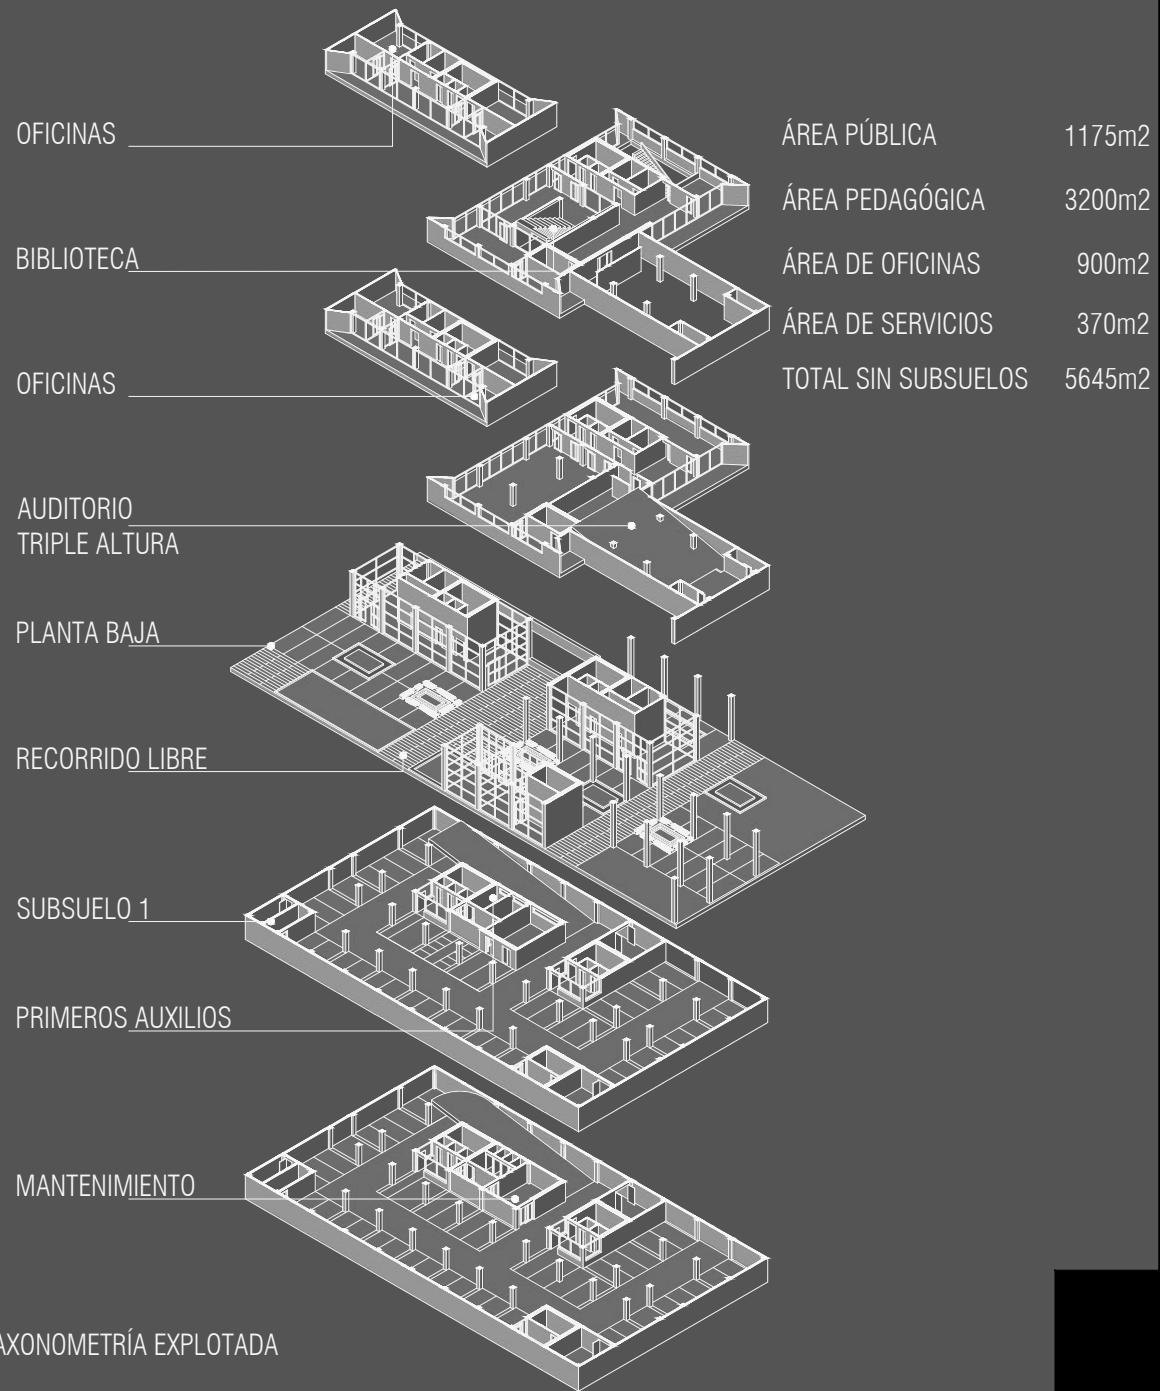 OFICINAS
BIBLIOTECA
OFICINAS
AUDITORIO
TRIPLE ALTURA
PLANTA BAJA
RECORRIDO LIBRE
SUBSUELO 1
PRIMEROS AUXILIOS
MANTENIMIENTO
AXONOMETRÍA EXPLOTADA
ÁREA PÚBLICA 1175m2
ÁREA PEDAGÓGICA 3200m2
ÁREA DE OFICINAS 900m2
ÁREA DE SERVICIOS 370m2
TOTAL SIN SUBSUELOS 5645m2